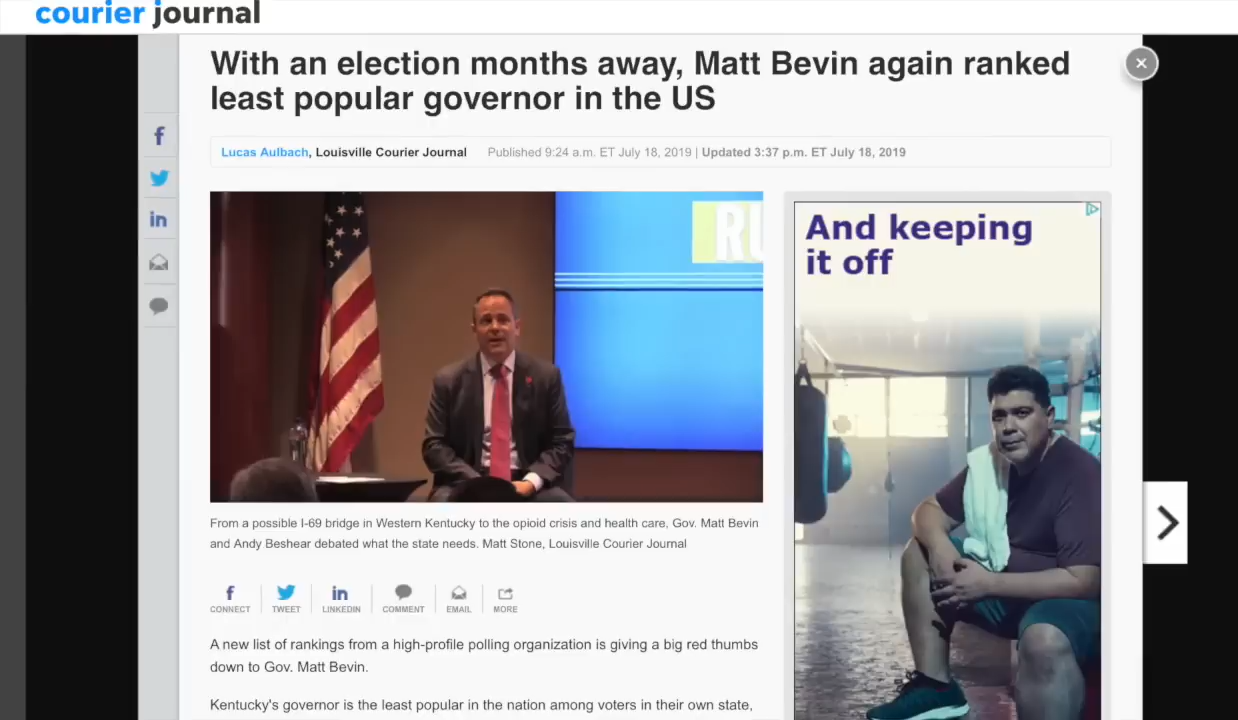 courier journal
With an election months away, Matt Bevin again ranked
least popular governor in the US
Lucas Aulbach, Louisville Courier Journal Published 9:24 a.m. ET July 18, 2019 | Updated 3:37 p.m. ET July 18, 2019
RU
From a possible I-69 bridge in Western Kentucky to the opioid crisis and health care, Gov. Matt Bevin
and Andy Beshear debated what the state needs. Matt Stone, Louisville Courier Journal
CONNECT TWEET LINKEDIN COMMENT EMAIL MORE
A new list of rankings from a high-profile polling organization is giving a big red thumbs
down to Gov. Matt Bevin.
Kentucky's governor is the least popular in the nation among voters in their own state,
And keeping
it off